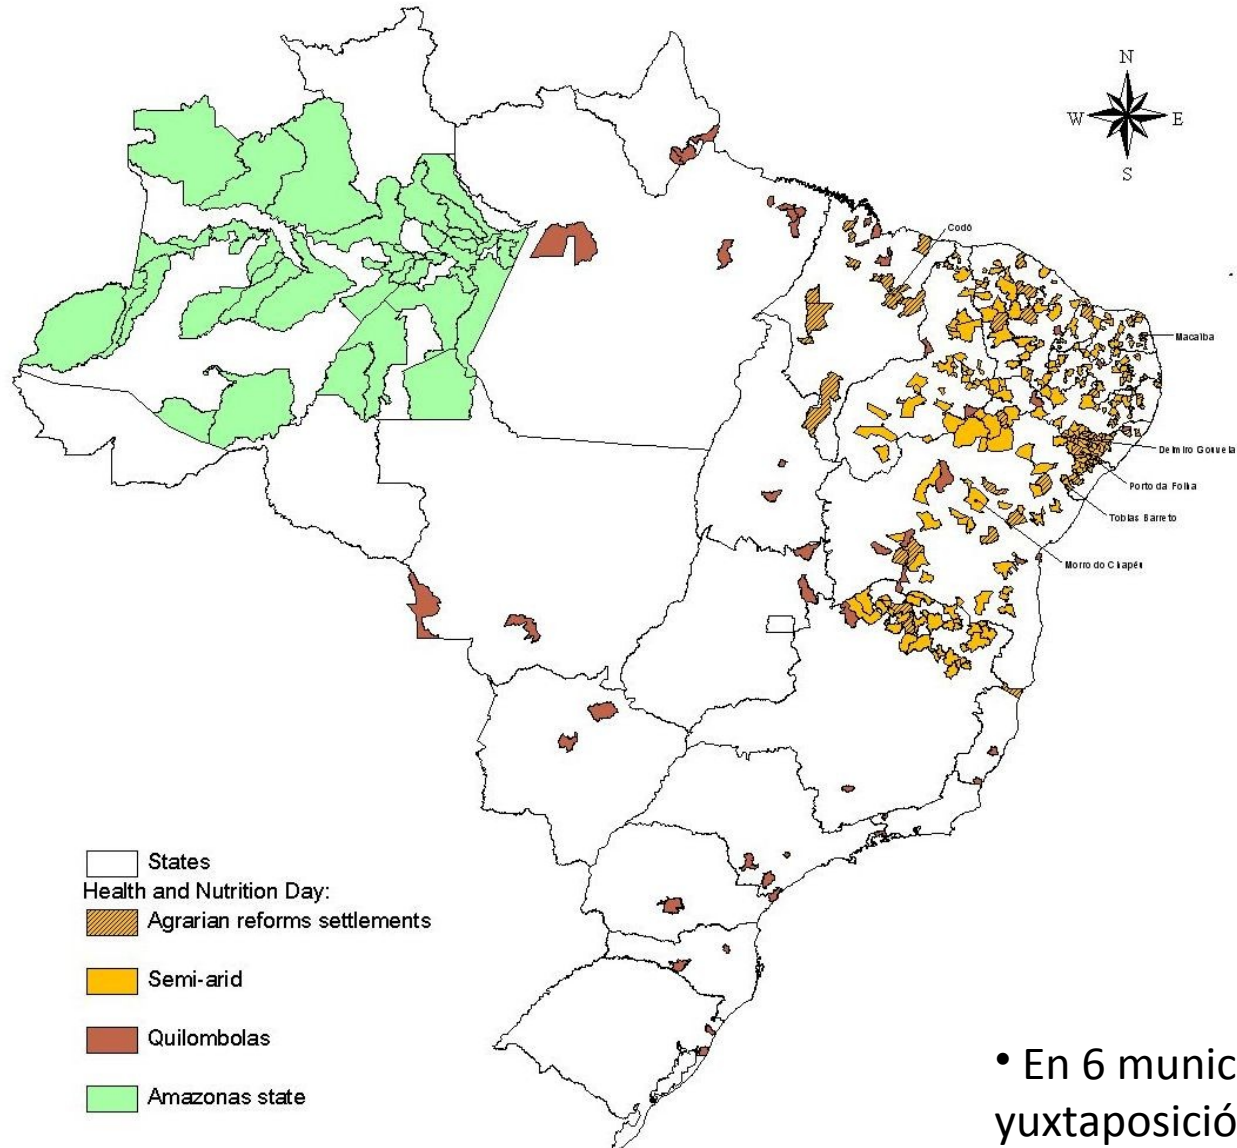 N
W E
S
Codó
Macaíba
Delmiro Gouveia
Porto da Folha
Tobias Barreto
Morro do Chapéu
States
Health and Nutrition Day:
Agrarian reforms settlements
Semi-arid
Quilombolas
Amazonas state
• En 6 munic
yuxtaposició